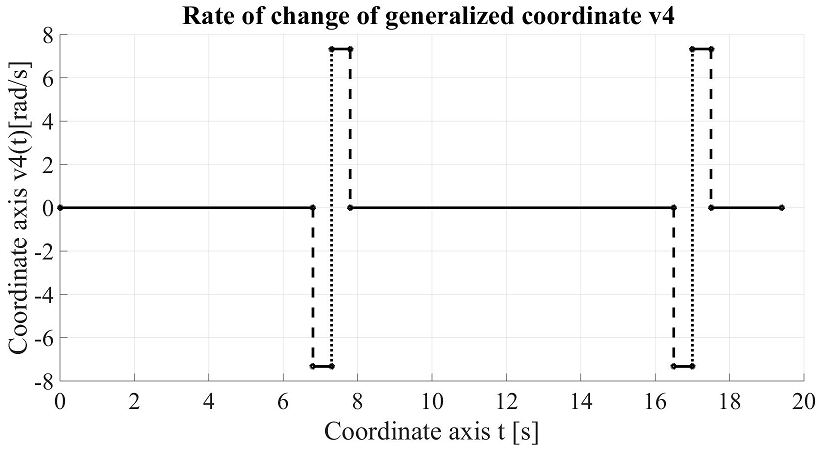 Rate of change of generalized coordinate v4
Coordinate axis v4(t)[rad/s]
8
6
4
2
0
-2
-4
-6
-8
0 2 4 6 8 10 12 14 16 18 20
Coordinate axis t [s]